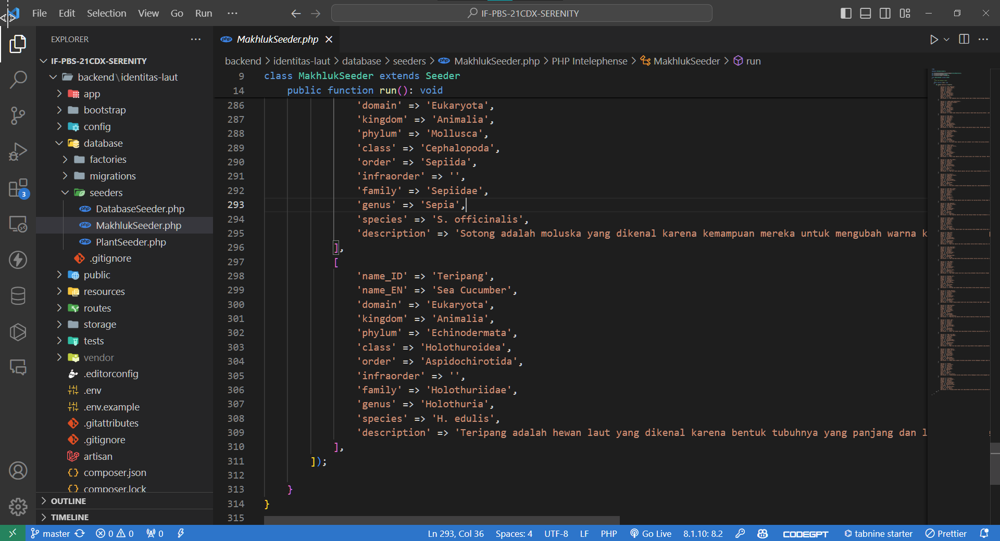 File Edit Selection View Go Run ···
IF-PBS-21CDX-SERENITY
EXPLORER
MakhlukSeeder.php
IF-PBS-21CDX-SERENITY
backend\identitas-laut
app
bootstrap
config
database
factories
migrations
seeders
DatabaseSeeder.php
MakhlukSeeder.php
PlantSeeder.php
.gitignore
public
resources
routes
storage
tests
vendor
.editorconfig
.env
.env.example
.gitattributes
.gitignore
artisan
composer.json
composer.lock
OUTLINE
TIMELINE
3
backend > identitas-laut > database > seeders > MakhlukSeeder.php > PHP Intelephense > MakhlukSeeder > run
9 class MakhlukSeeder extends Seeder
14 public function run(): void
286 'domain' => 'Eukaryota',
287 'kingdom' => 'Animalia',
288 'phylum' => 'Mollusca',
289 'class' => 'Cephalopoda',
290 'order' => 'Sepiida',
291 'infraorder' => '',
292 'family' => 'Sepiidae',
293 'genus' => 'Sepia',
294 'species' => 'S. officinalis',
295 'description' => 'Sotong adalah moluska yang dikenal karena kemampuan mereka untuk mengubah warna k
296 ],
297 [
298 'name_ID' => 'Teripang',
299 'name_EN' => 'Sea Cucumber',
300 'domain' => 'Eukaryota',
301 'kingdom' => 'Animalia',
302 'phylum' => 'Echinodermata',
303 'class' => 'Holothuroidea',
304 'order' => 'Aspidochirotida',
305 'infraorder' => '',
306 'family' => 'Holothuriidae',
307 'genus' => 'Holothuria',
308 'species' => 'H. edulis',
309 'description' => 'Teripang adalah hewan laut yang dikenal karena bentuk tubuhnya yang panjang dan l
310 ],
311 ]);
312
313 }
314 }
315
master 0 0 0 Ln 293, Col 36 Spaces: 4 UTF-8 LF PHP Go Live 8.1.10: 8.2 CODEGPT tabnine starter Prettier